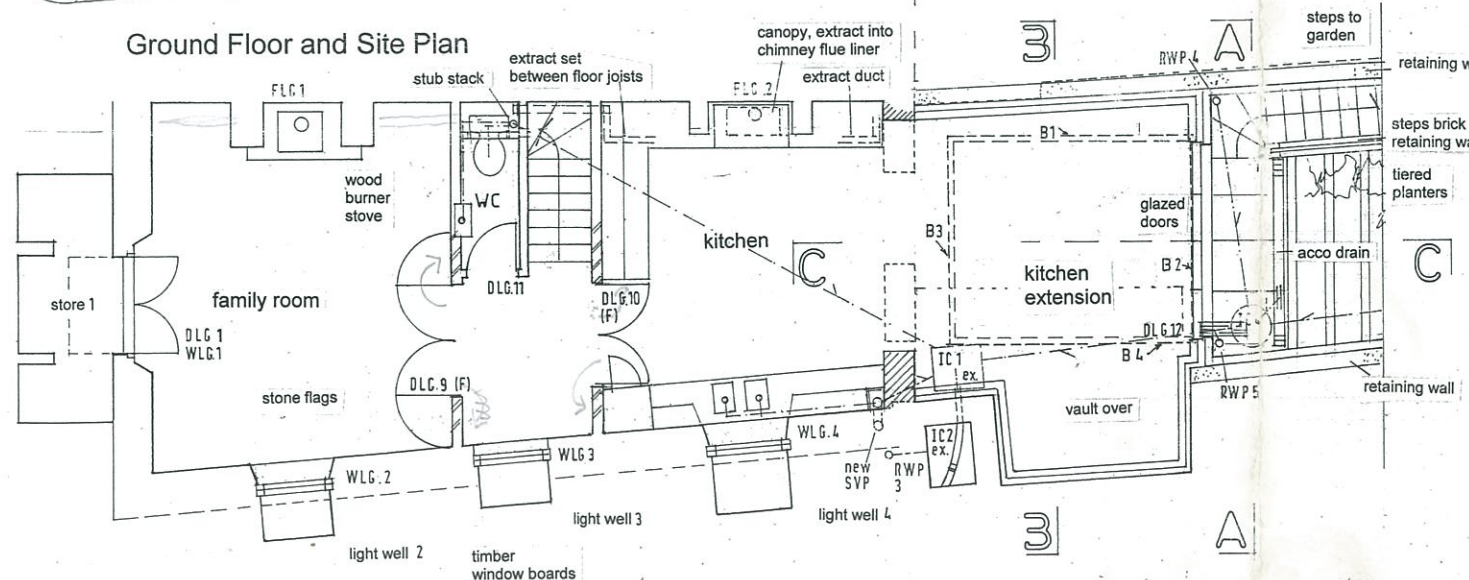 Ground Floor and Site Plan
steps to
garden
canopy, extract into
chimney flue liner
extract set
between floor joists
stub stack
extract duct
3
A
RWP 4
retaining w
FLG1
FLG.2
B1
steps brick
retaining wa
tiered
planters
wood
burner
stove
WC
glazed
doors
kitchen
B3
C
kitchen
extension
B2
acco drain
C
store 1
family room
DLG.11
DLG.10
(F)
DLG 1
WLG.1
DLG 12
B4
IC1
ex.
DLG.9 (F)
stone flags
RWP 5
retaining wall
vault over
WLG.4
IC2
ex.
WLG.2
WLG 3
new
SVP
RWP
3
light well 3
light well 4
3
A
light well 2
timber
window boards